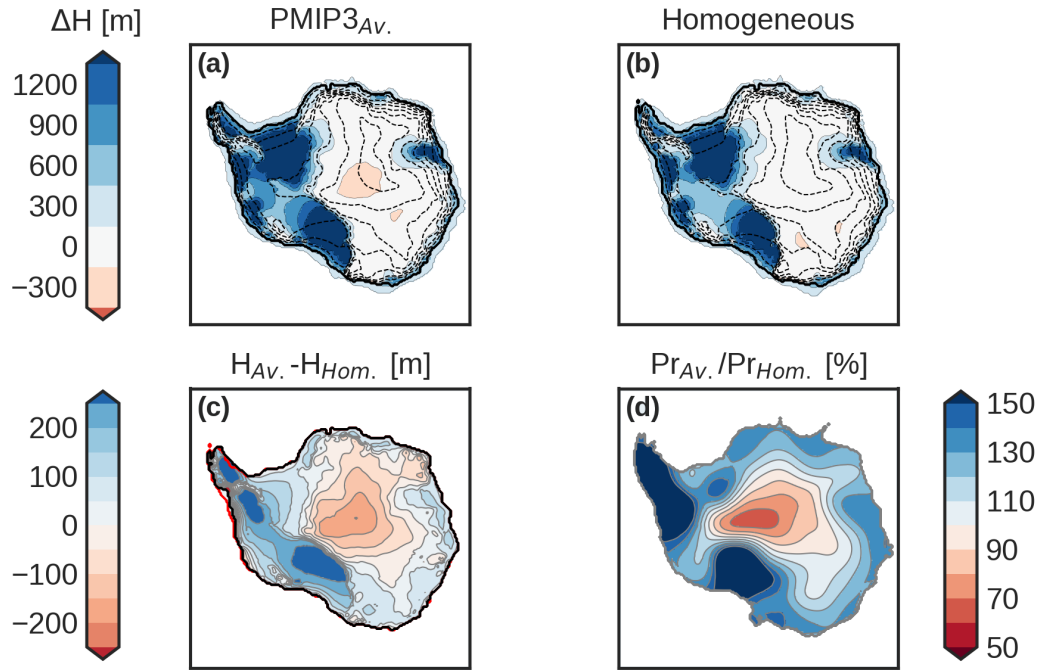 ΔH [m]
PMIP3Av.
Homogeneous
(a)
(b)
1200
900
600
300
0
−300
HAv.-HHom. [m]
PrAv./PrHom. [%]
(c)
(d)
200
100
0
−100
−200
150
130
110
90
70
50